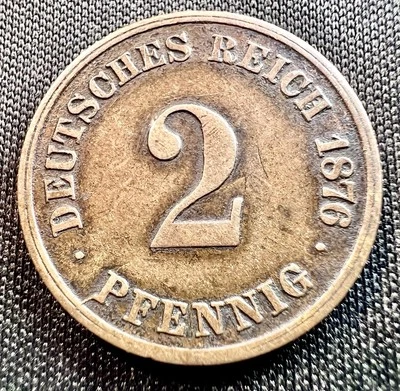 DEUTSCHES REICH 1876
2
PFENNIG